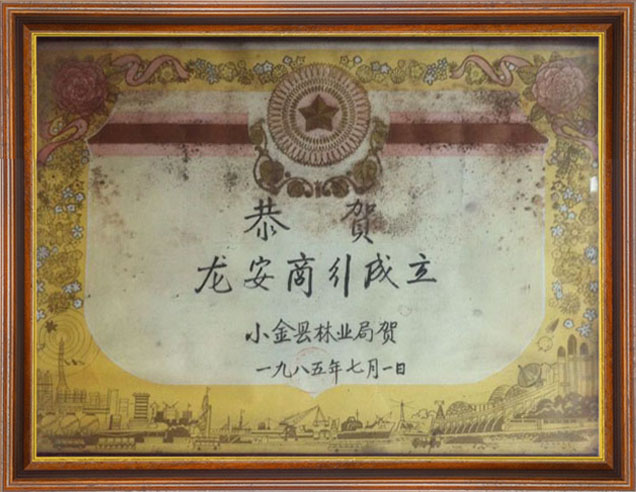 恭贺
龙安商引成立
小金县林业局贺
一九八五年七月一日